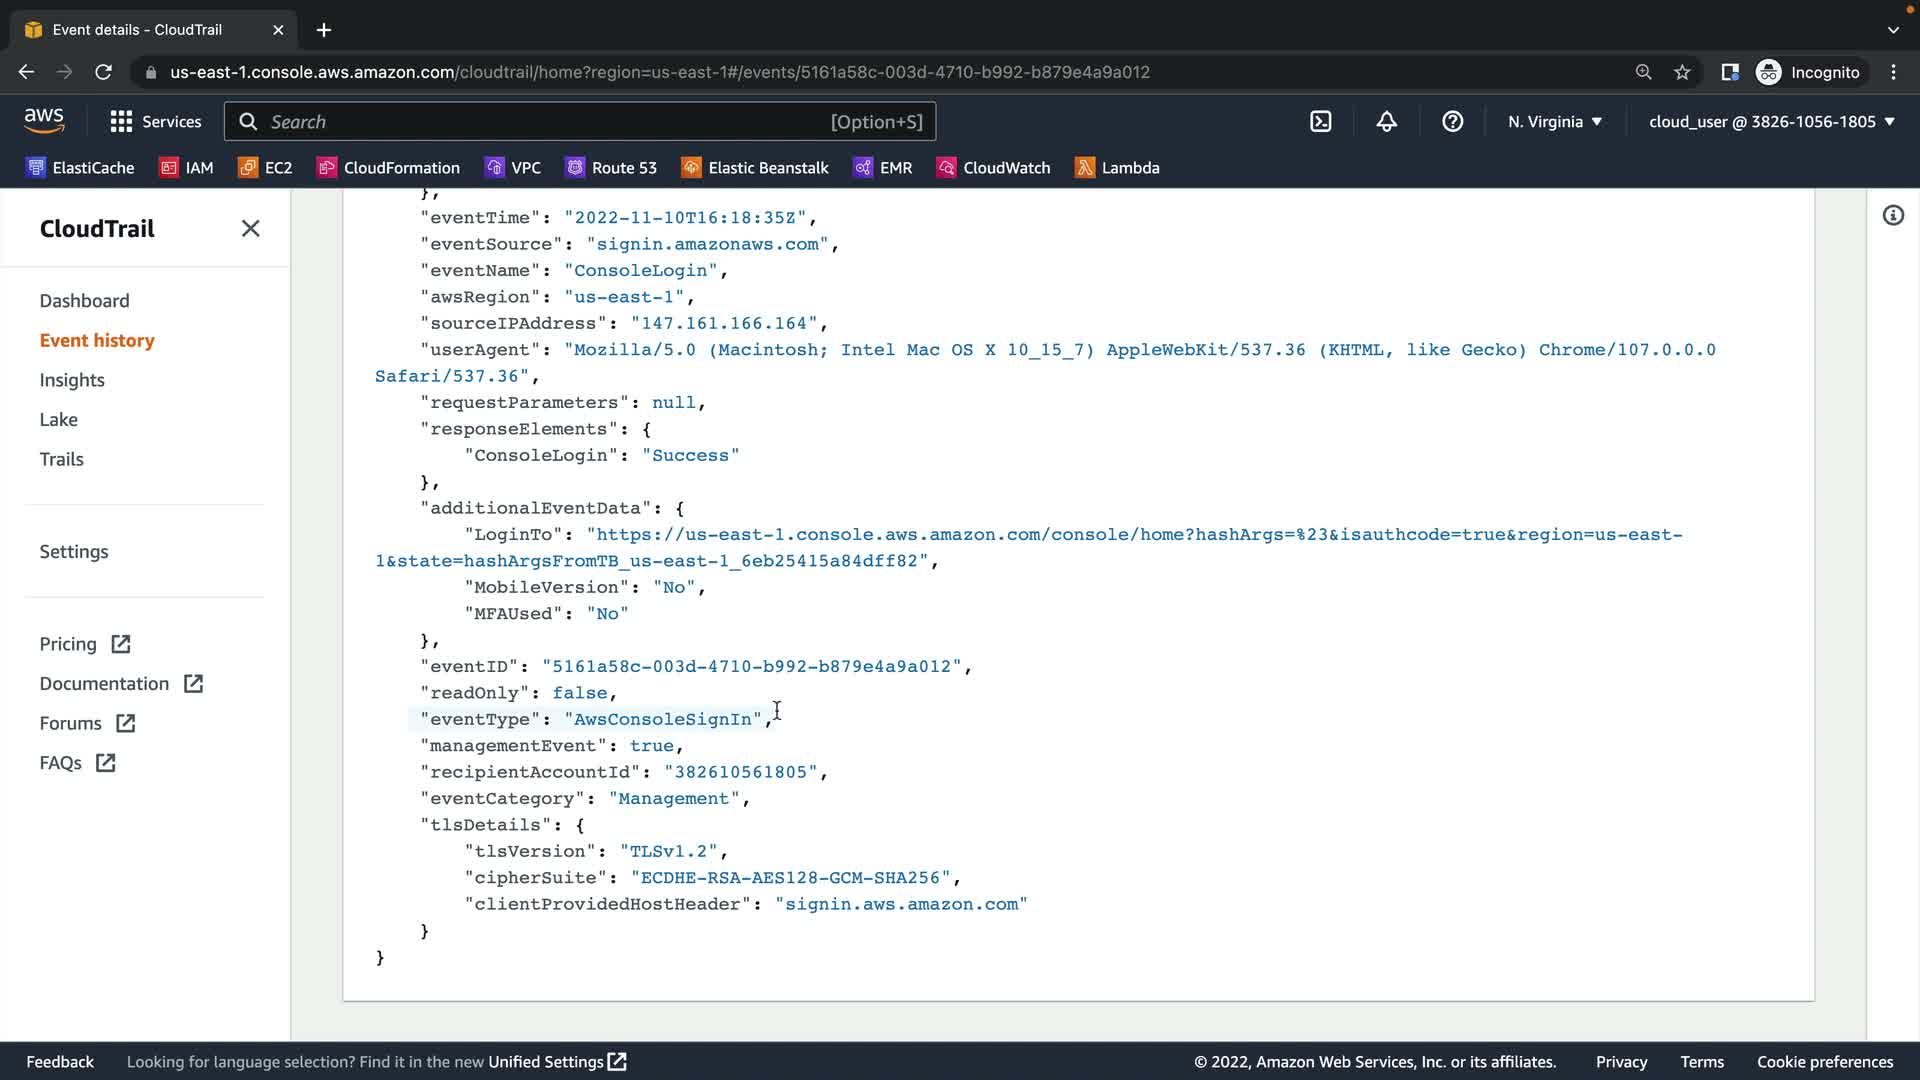 Event details - CloudTrail
us-east-1.console.aws.amazon.com/cloudtrail/home?region=us-east-1#/events/5161a58c-003d-4710-b992-b879e4a9a012
Incognito
aws
Services
Search
[Option+S]
N. Virginia
cloud_user @ 3826-1056-1805
ElastiCache
IAM
EC2
CloudFormation
VPC
Route 53
Elastic Beanstalk
EMR
CloudWatch
Lambda
CloudTrail
Dashboard
Event history
Insights
Lake
Trails
Settings
Pricing
Documentation
Forums
FAQs
},
"eventTime": "2022-11-10T16:18:35Z",
"eventSource": "signin.amazonaws.com",
"eventName": "ConsoleLogin",
"awsRegion": "us-east-1",
"sourceIPAddress": "147.161.166.164",
"userAgent": "Mozilla/5.0 (Macintosh; Intel Mac OS X 10_15_7) AppleWebKit/537.36 (KHTML, like Gecko) Chrome/107.0.0.0
Safari/537.36",
"requestParameters": null,
"responseElements": {
"ConsoleLogin": "Success"
},
"additionalEventData": {
"LoginTo": "https://us-east-1.console.aws.amazon.com/console/home?hashArgs=%23&isauthcode=true&region=us-east-
1&state=hashArgsFromTB_us-east-1_6eb25415a84dff82",
"MobileVersion": "No",
"MFAUsed": "No"
},
"eventID": "5161a58c-003d-4710-b992-b879e4a9a012",
"readOnly": false,
"eventType": "AwsConsoleSignIn",
"managementEvent": true,
"recipientAccountId": "382610561805",
"eventCategory": "Management",
"tlsDetails": {
"tlsVersion": "TLSv1.2",
"cipherSuite": "ECDHE-RSA-AES128-GCM-SHA256",
"clientProvidedHostHeader": "signin.aws.amazon.com"
}
}
Feedback
Looking for language selection? Find it in the new Unified Settings
© 2022, Amazon Web Services, Inc. or its affiliates.
Privacy
Terms
Cookie preferences